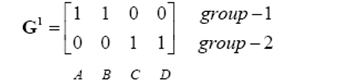 G¹ = [1 1 0 0] group-1
[0 0 1 1] group-2
A B C D